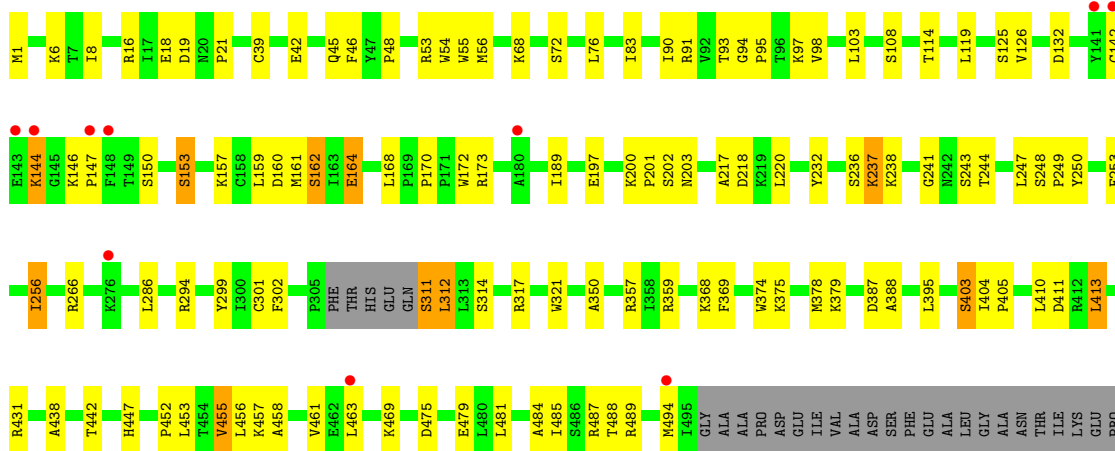 M1 K6 T7 I8 R16 I17 E18 D19 N20 P21 C39 E42 Q45 F46 Y47 P48 R53 W54 W55 M56 K68 S72 L76 I83 I90 R91 V92 T93 G94 P95 T96 K97 V98 L103 S108 T114 L119 S125 V126 D132 Y141
E143 K144 G145 K146 P147 F148 T149 S150 S153 K157 C158 L159 D160 M161 S162 I163 E164 L168 P169 P170 P171 W172 R173 A180 I189 E197 K200 P201 S202 N203 A217 D218 K219 L220 Y232 S236 K237 K238 G241 N242 S243 T244 L247 S248 P249 Y250
I256 R266 K276 L286 R294 Y299 I300 C301 F302 P305 PHE THR HIS GLU GLN S311 L312 L313 S314 R317 W321 A350 R357 I358 R359 K368 F369 W374 K375 M378 K379 D387 A388 L395 S403 I404 P405 L410 D411 R412 L413
R431 A438 T442 H447 P452 L453 T454 V455 L456 K457 A458 V461 E462 L463 K469 D475 E479 L480 L481 A484 I485 S486 R487 T488 R489 M494 I495 GLY ALA ALA PRO ASP GLU ILE VAL ALA ASP SER PHE GLU ALA LEU GLY ALA ASN THR ILE LYS GLU PRO